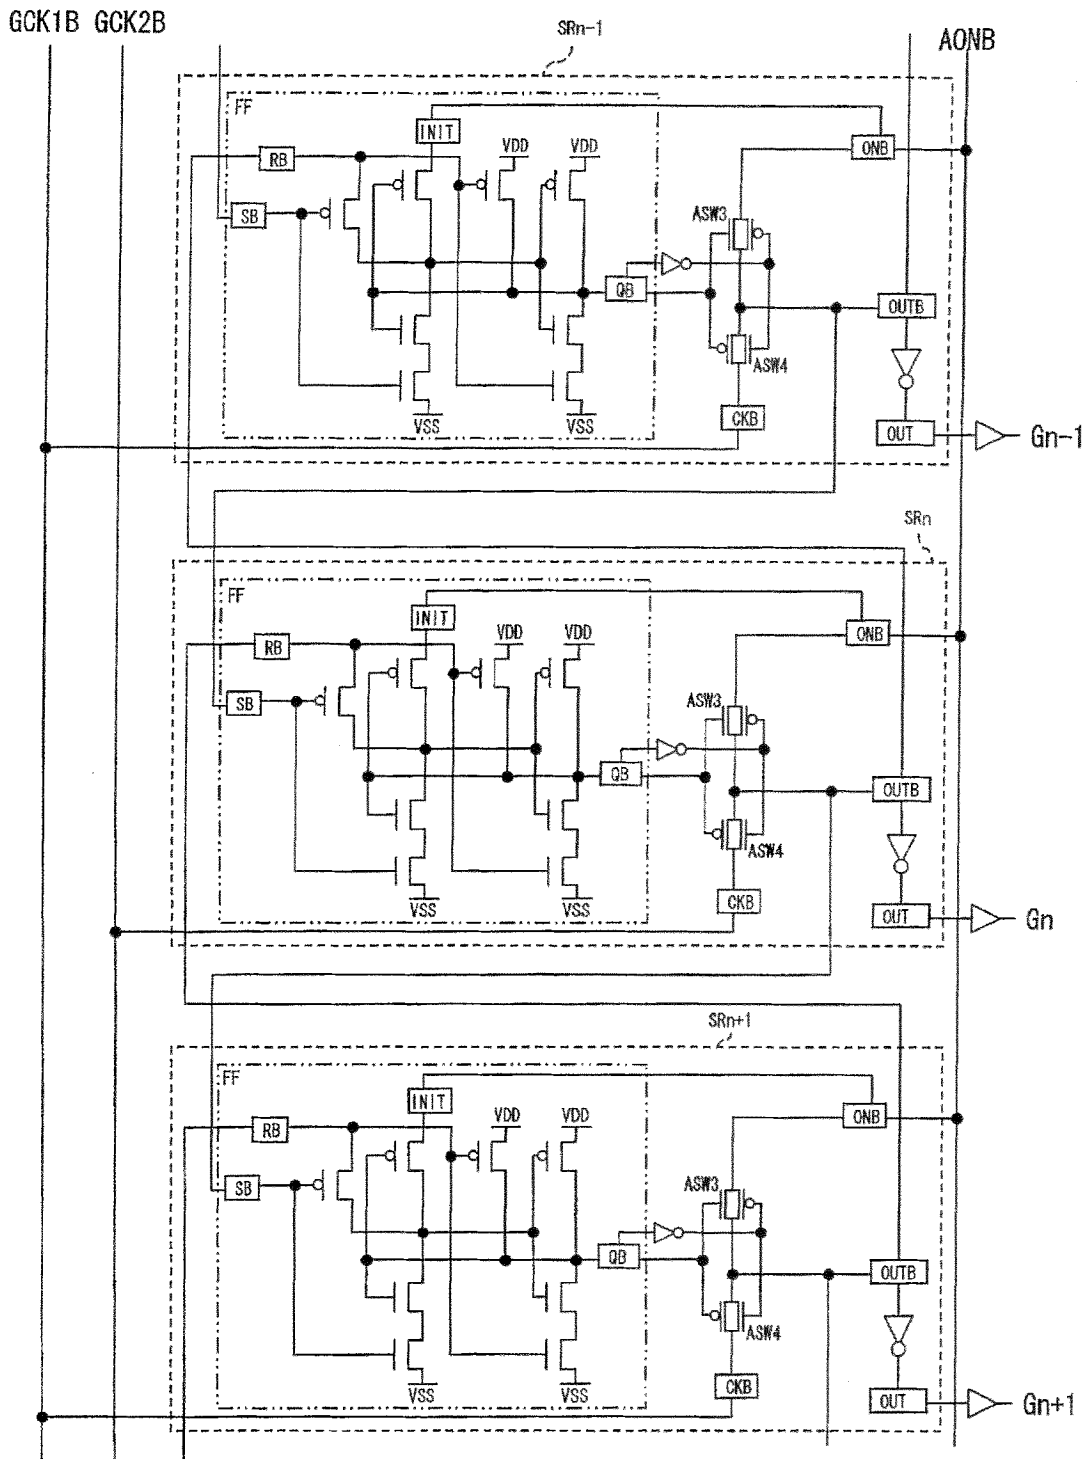 GCK1B GCK2B
SRn-1
AONB
FF
INIT
VDD
VDD
ONB
RB
SB
ASW3
QB
OUTB
ASW4
CKB
VSS
VSS
OUT
Gn-1
SRn
FF
INIT
VDD
VDD
ONB
RB
SB
ASW3
QB
OUTB
ASW4
CKB
VSS
VSS
OUT
Gn
SRn+1
FF
INIT
VDD
VDD
ONB
RB
SB
ASW3
QB
OUTB
ASW4
CKB
VSS
VSS
OUT
Gn+1